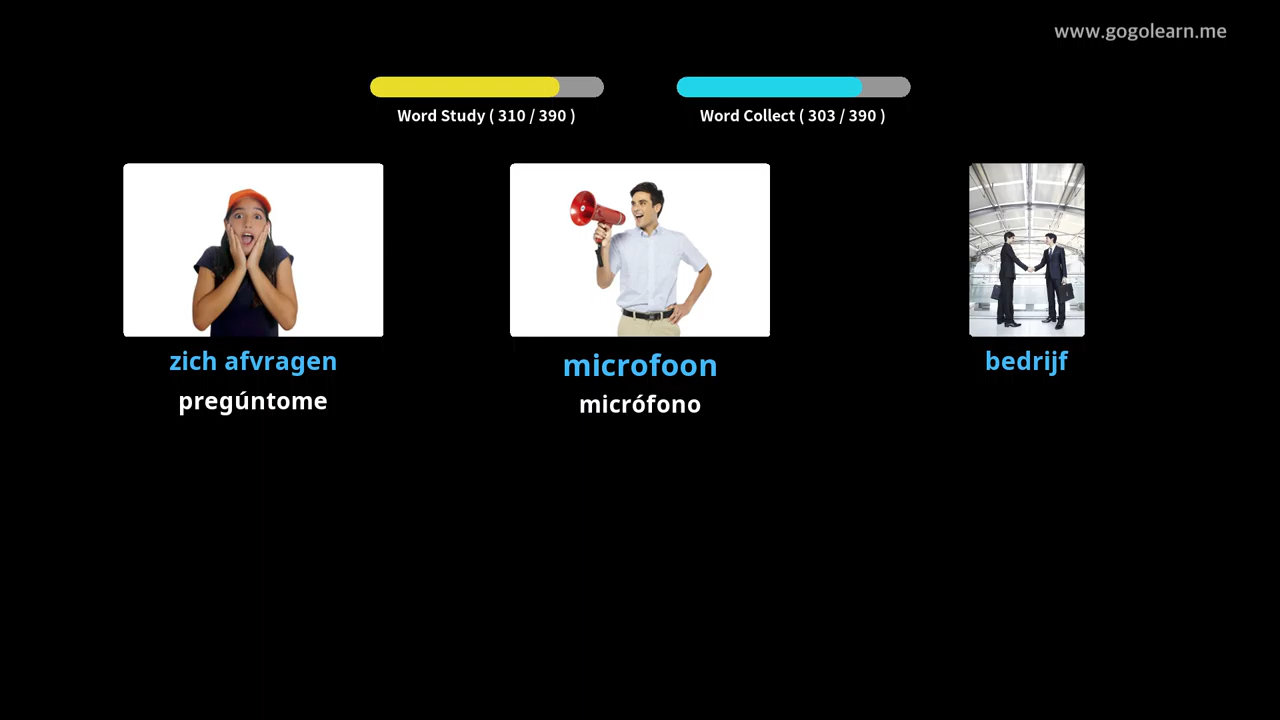 www.gogolearn.me
Word Study ( 310 / 390 )
Word Collect ( 303 / 390 )
zich afvragen
microfoon
bedrijf
pregúntome
micrófono